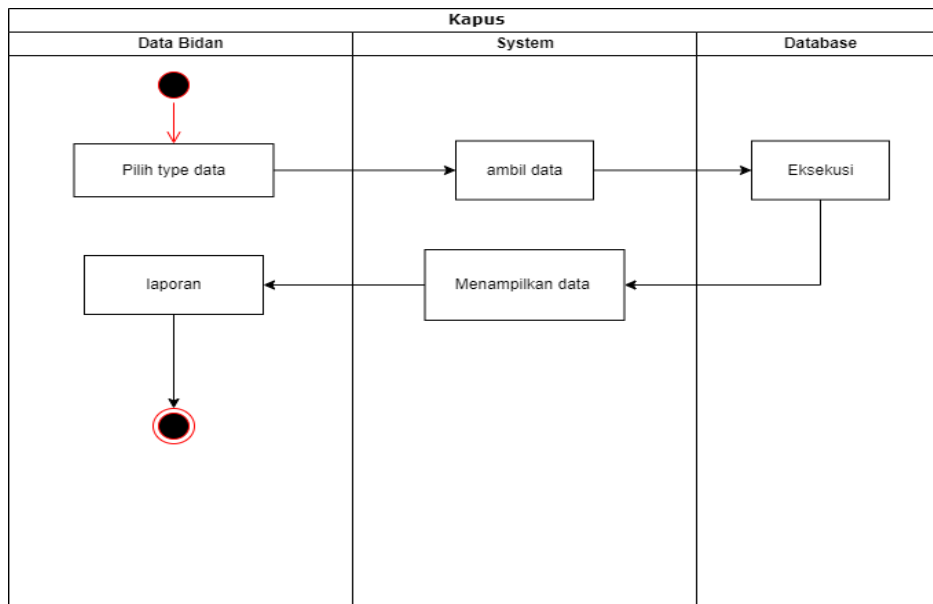 Kapus
Data Bidan
System
Database
Pilih type data
ambil data
Eksekusi
laporan
Menampilkan data